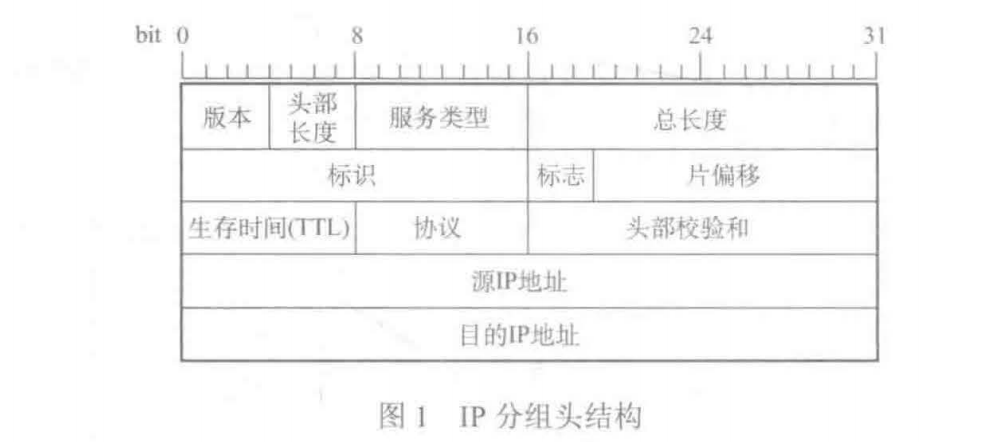 bit 0 8 16 24 31
版本 头部长度 服务类型 总长度
标识 标志 片偏移
生存时间(TTL) 协议 头部校验和
源IP地址
目的IP地址
图1 IP 分组头结构